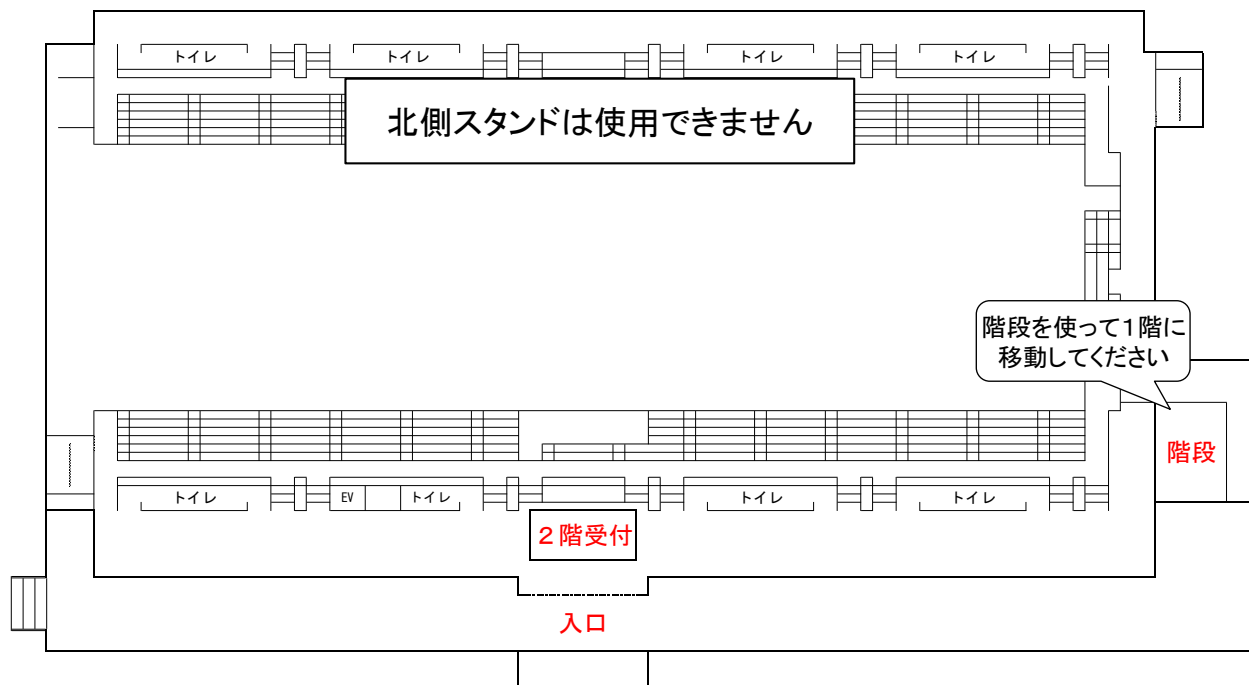 トイレ
トイレ
トイレ
トイレ
北側スタンドは使用できません
階段を使って1階に
移動してください
階段
トイレ
EV
トイレ
トイレ
トイレ
2階受付
入口